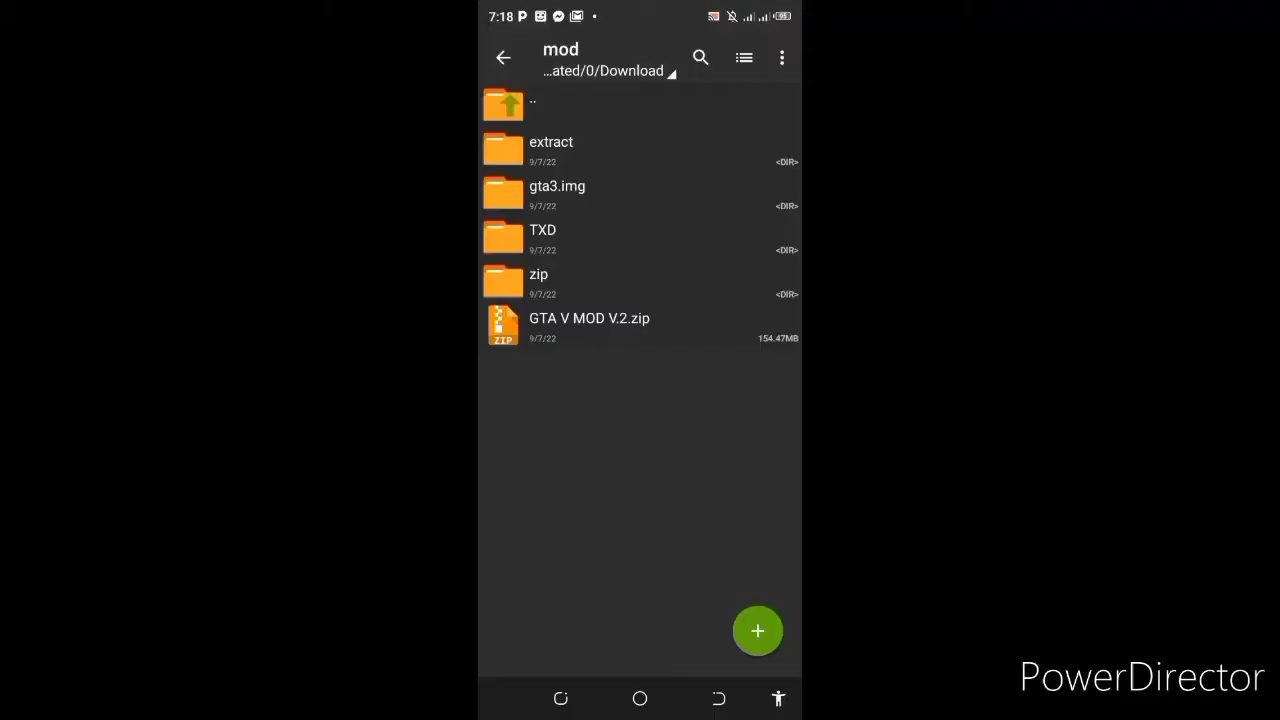 7:18
mod
...ated/0/Download
..
extract
9/7/22 <DIR>
gta3.img
9/7/22 <DIR>
TXD
9/7/22 <DIR>
zip
9/7/22 <DIR>
GTA V MOD V.2.zip
ZIP 9/7/22 154.47MB
PowerDirector